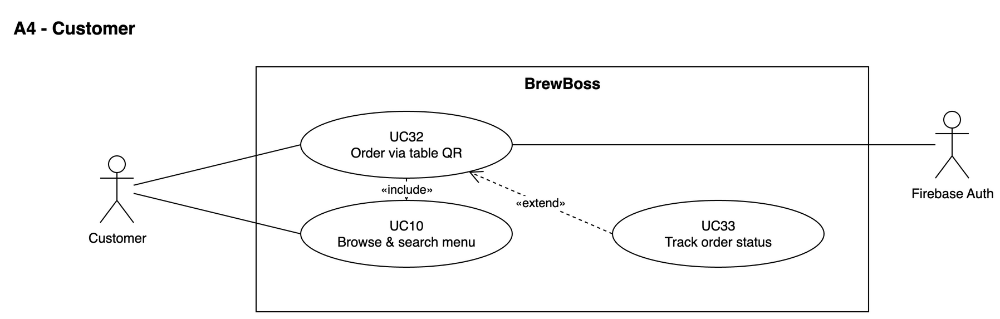 A4 - Customer
BrewBoss
UC32
Order via table QR
«include»
«extend»
UC10
Browse & search menu
UC33
Track order status
Customer
Firebase Auth